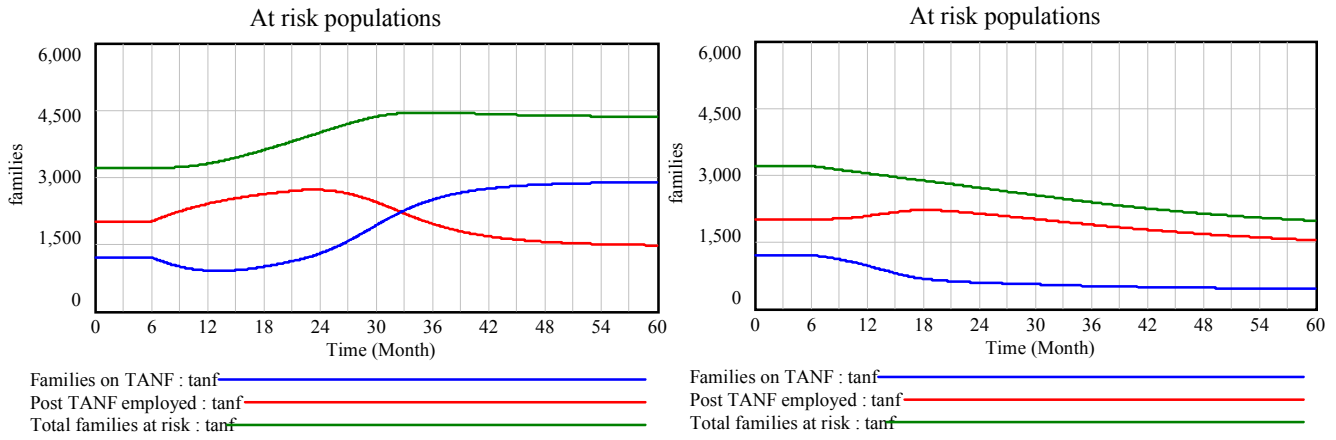 At risk populations
6,000
4,500
3,000
1,500
0
families
0 6 12 18 24 30 36 42 48 54 60
Time (Month)
Families on TANF : tanf
Post TANF employed : tanf
Total families at risk : tanf
At risk populations
6,000
4,500
3,000
1,500
0
families
0 6 12 18 24 30 36 42 48 54 60
Time (Month)
Families on TANF : tanf
Post TANF employed : tanf
Total families at risk : tanf